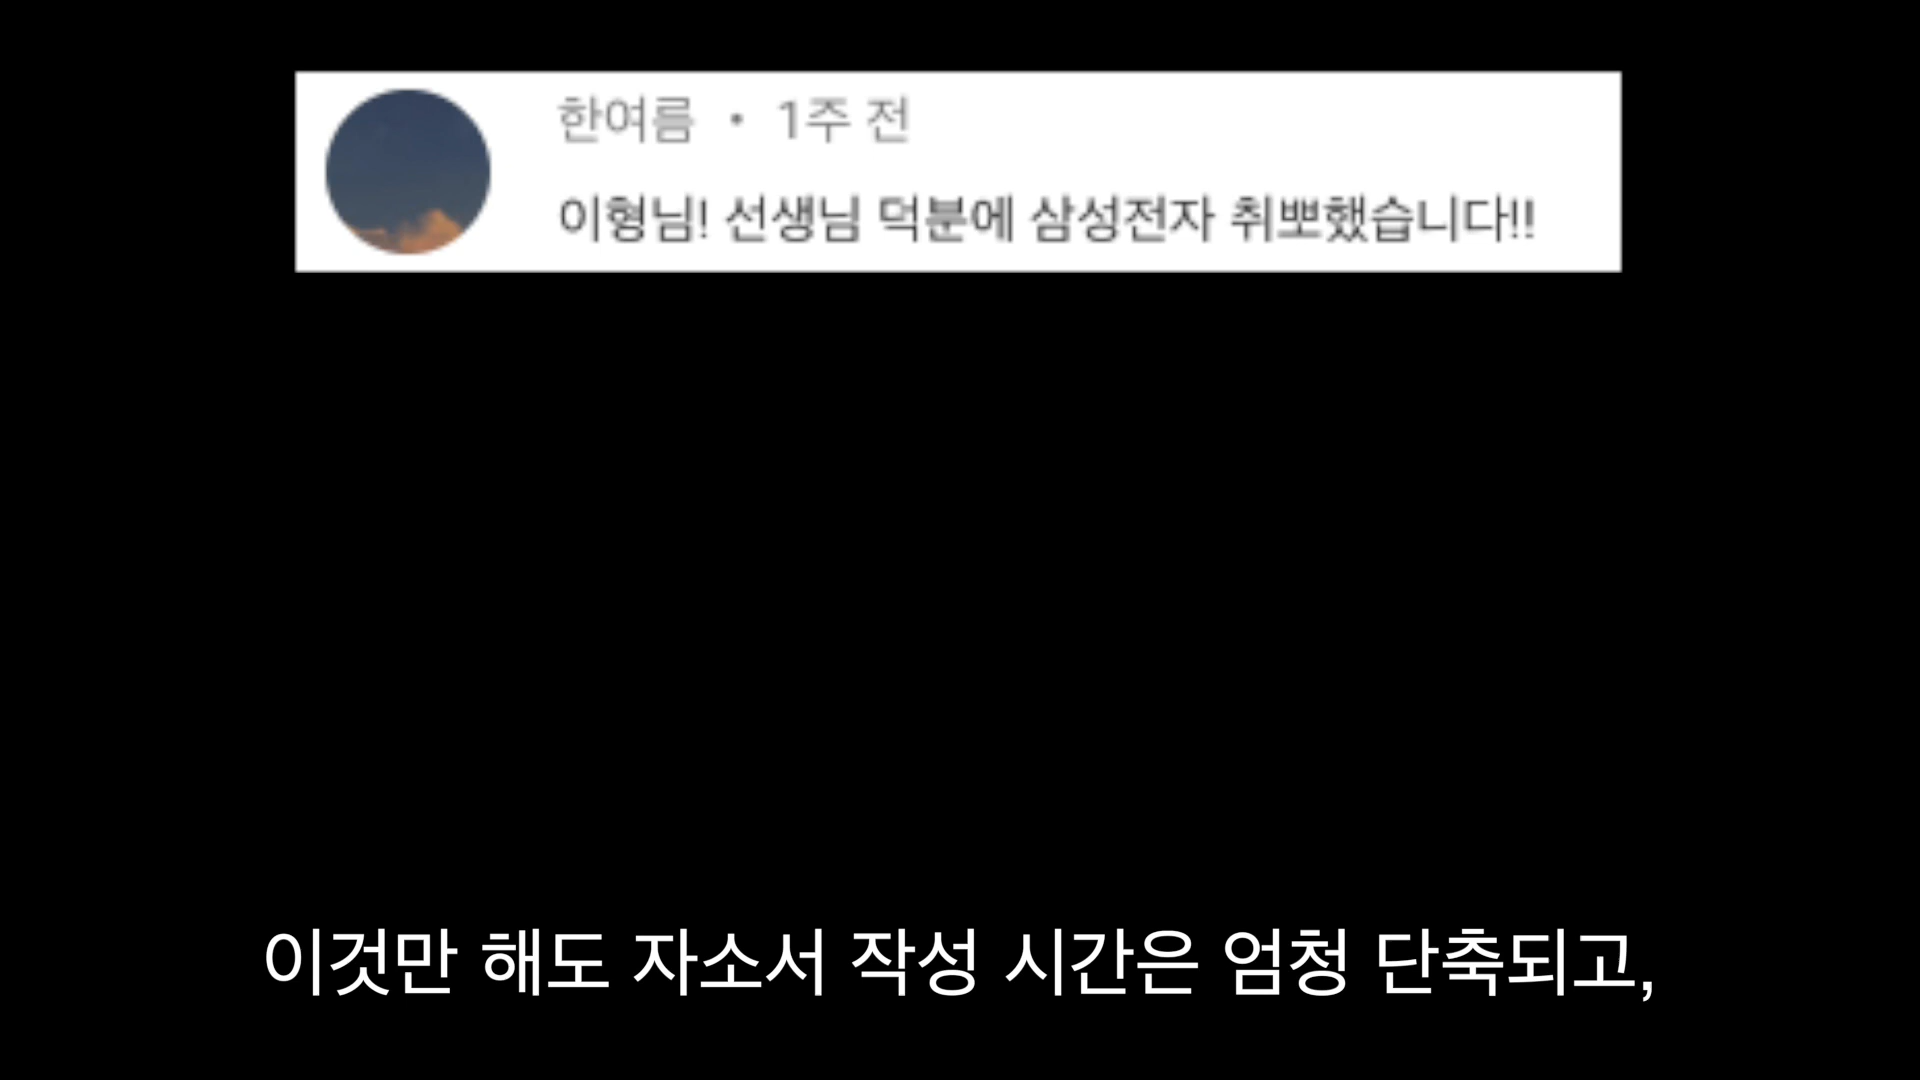 한여름 • 1주 전
이형님! 선생님 덕분에 삼성전자 취뽀했습니다!!
이것만 해도 자소서 작성 시간은 엄청 단축되고,